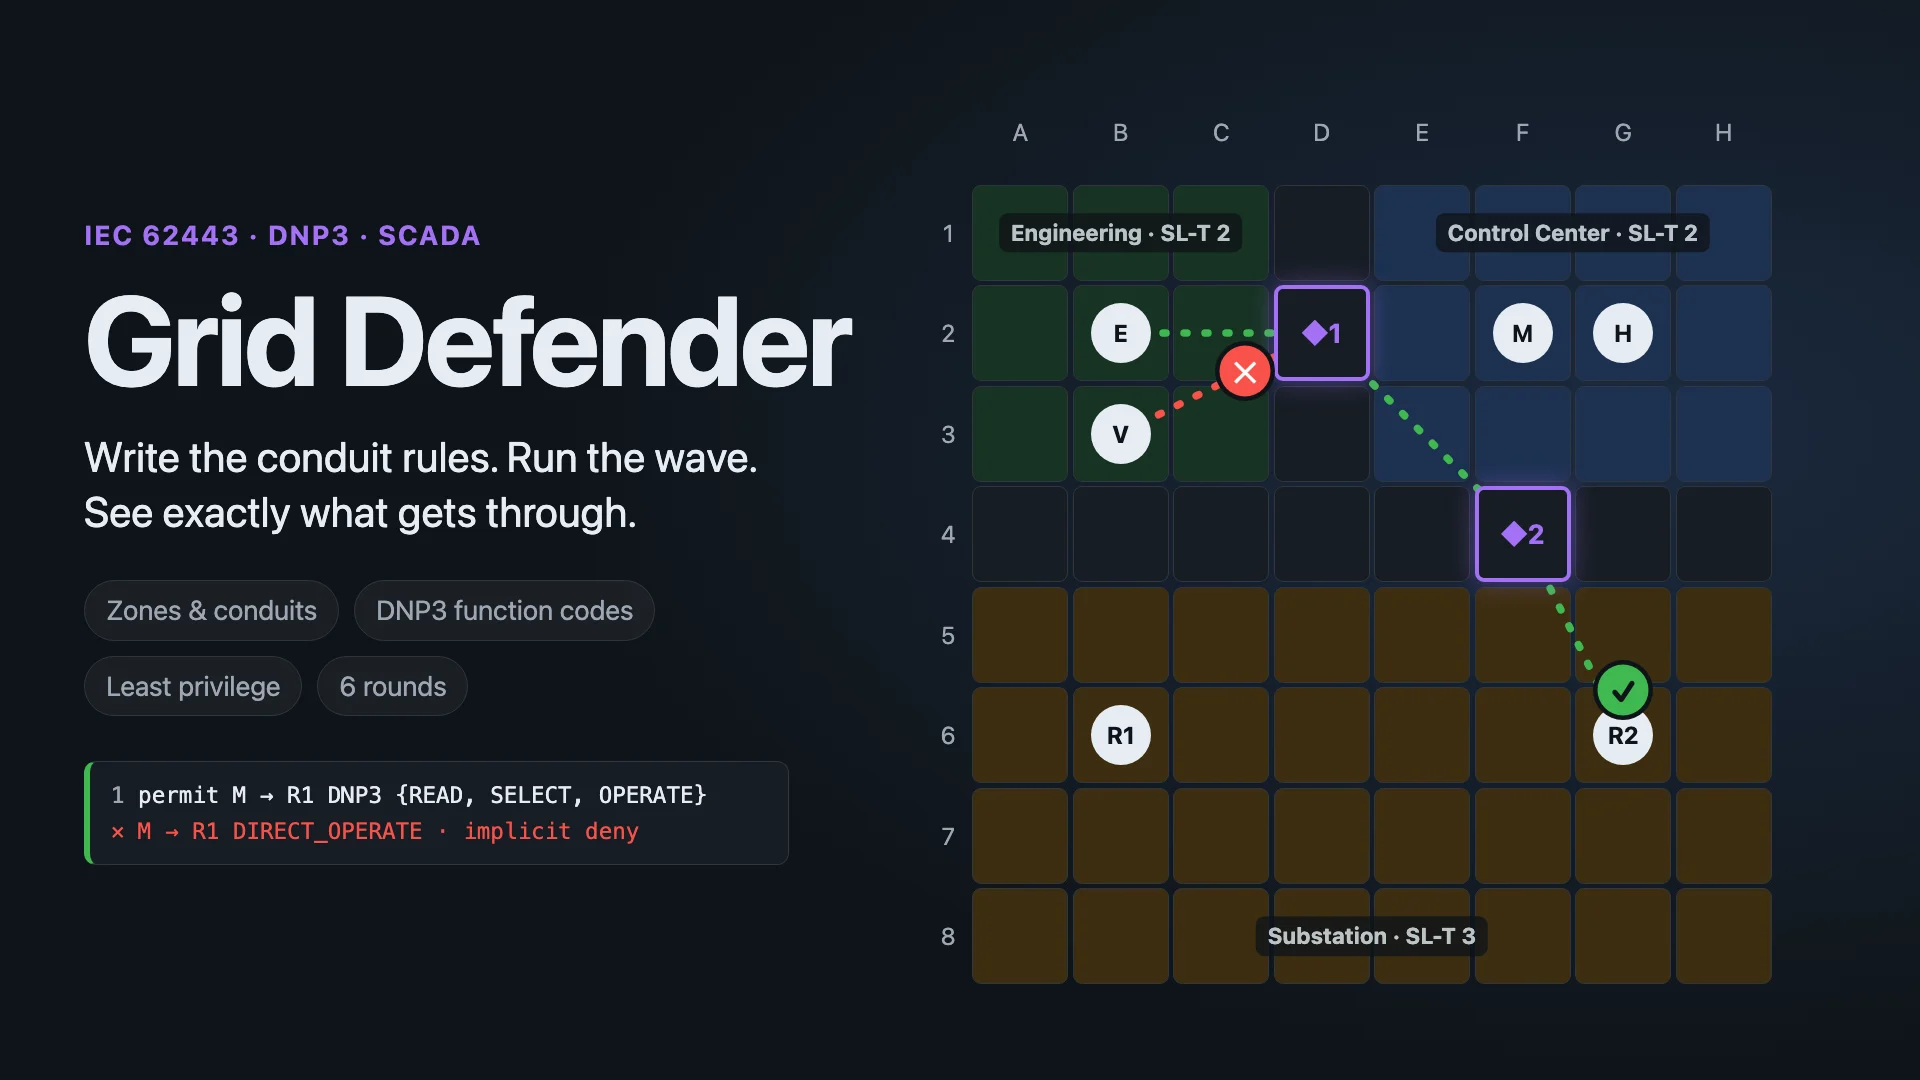 IEC 62443 · DNP3 · SCADA
Grid Defender
Write the conduit rules. Run the wave.
See exactly what gets through.
Zones & conduits
DNP3 function codes
Least privilege
6 rounds
1 permit M → R1 DNP3 {READ, SELECT, OPERATE}
× M → R1 DIRECT_OPERATE · implicit deny
A B C D E F G H
1
Engineering · SL-T 2
Control Center · SL-T 2
2
E
◆1
M
H
3
V
4
◆2
5
6
R1
R2
7
8
Substation · SL-T 3